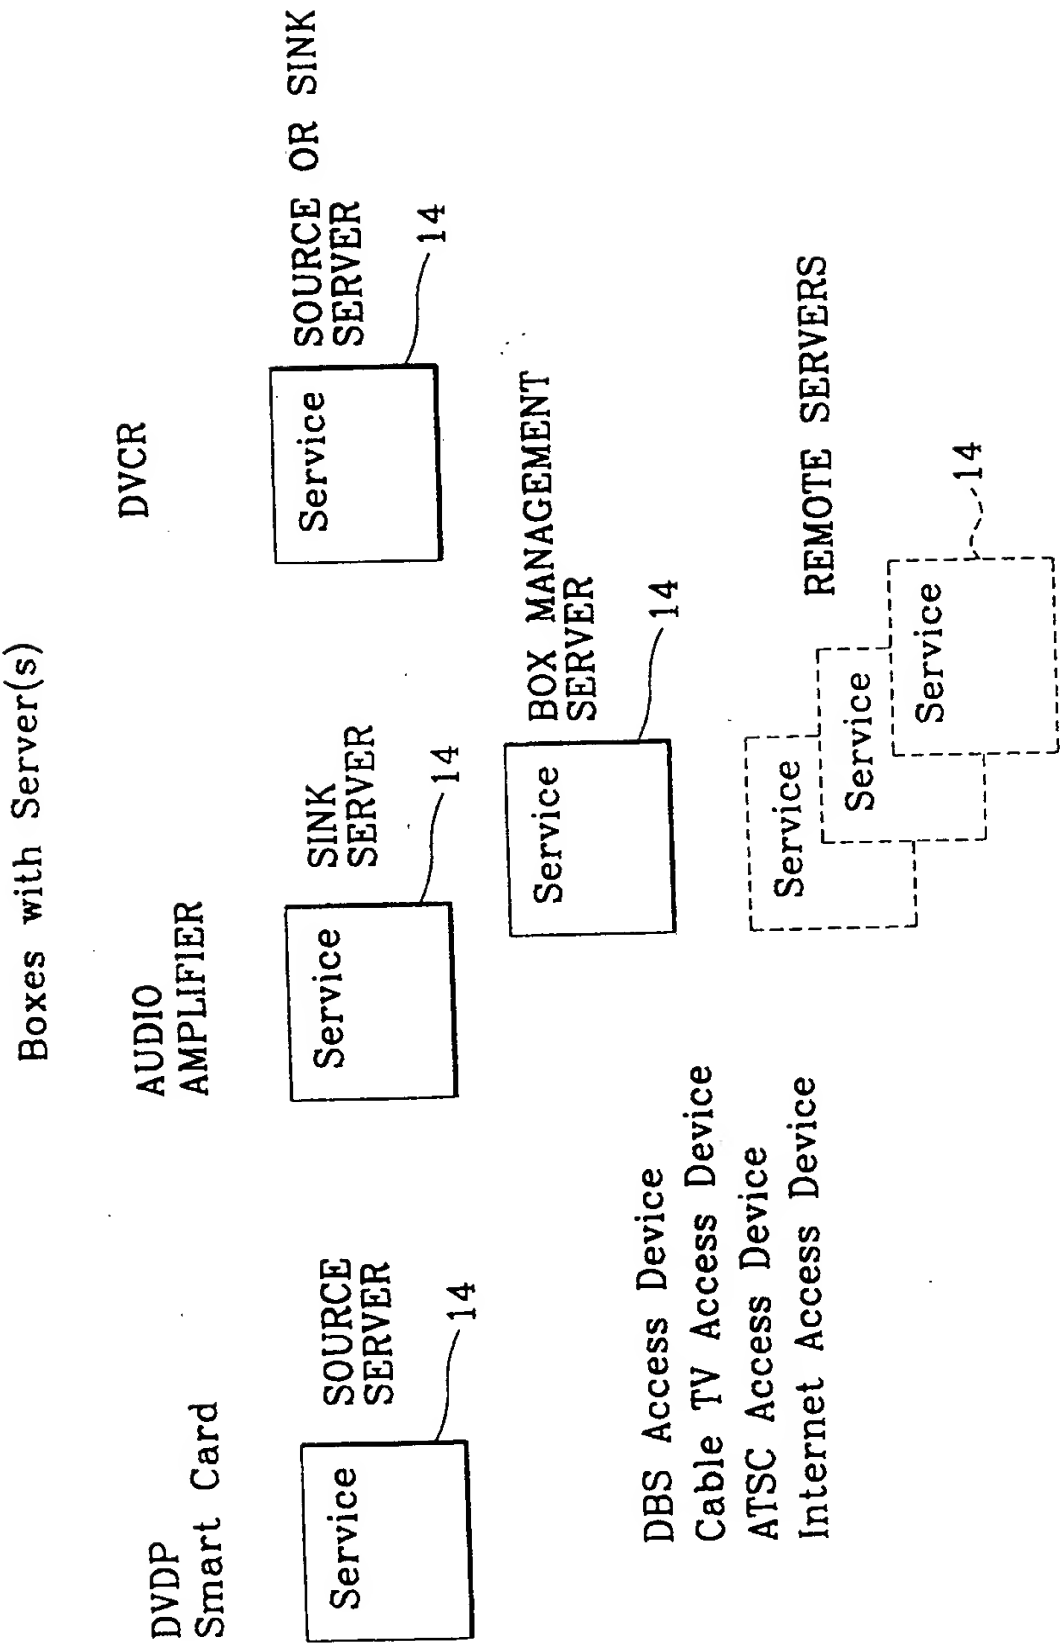 Boxes with Server(s)
DVDP
Smart Card
Service
SOURCE
SERVER
14
AUDIO
AMPLIFIER
Service
SINK
SERVER
14
DVCR
Service
SOURCE OR SINK
SERVER
14
Service
BOX MANAGEMENT
SERVER
14
DBS Access Device
Cable TV Access Device
ATSC Access Device
Internet Access Device
Service
Service
Service
REMOTE SERVERS
14